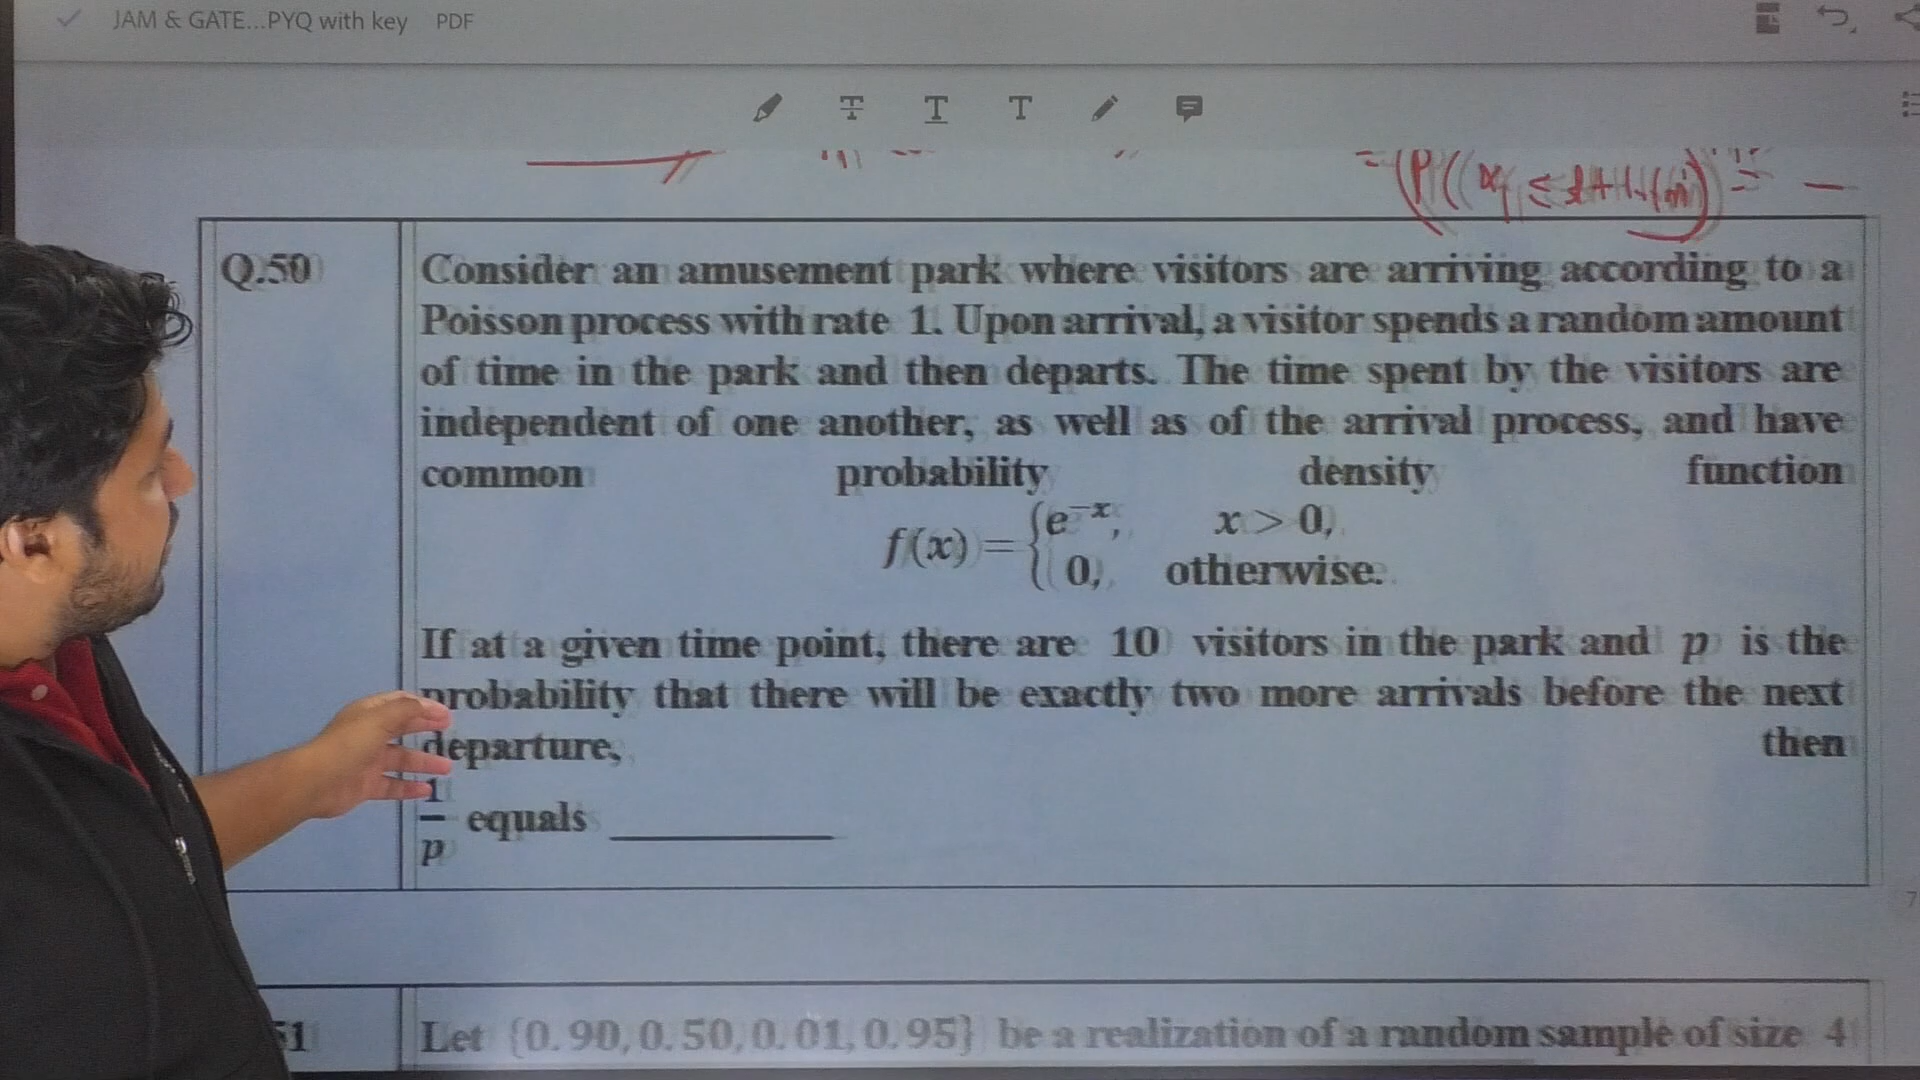 JAM & GATE...PYQ with key PDF
Q.50
Consider an amusement park where visitors are arriving according to a
Poisson process with rate 1. Upon arrival, a visitor spends a random amount
of time in the park and then departs. The time spent by the visitors are
independent of one another, as well as of the arrival process, and have
common probability density function
f(x) = { e^{-x}, x > 0,
0, otherwise.
If at a given time point, there are 10 visitors in the park and p is the
probability that there will be exactly two more arrivals before the next
departure, then
1/p equals ________
51
Let {0.90, 0.50, 0.01, 0.95} be a realization of a random sample of size 4